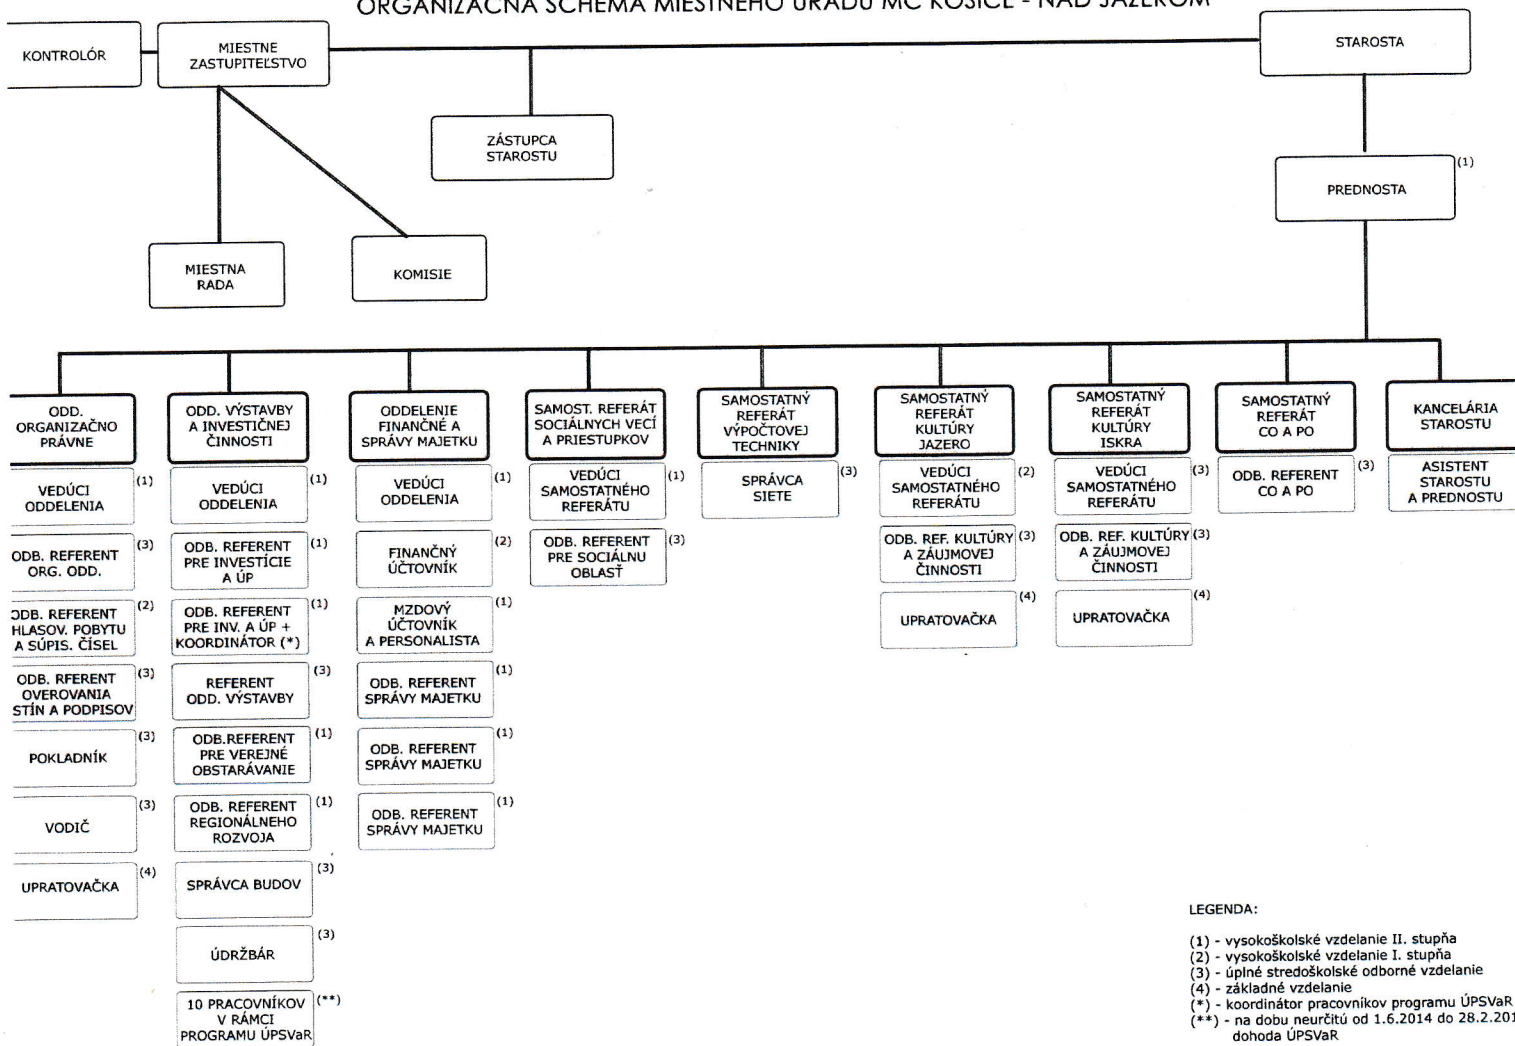 ORGANIZAČNÁ SCHÉMA MIESTNEHO ÚRADU MČ KOŠICE - NAD JAZEROM
KONTROLÓR
MIESTNE
ZASTUPITEĽSTVO
STAROSTA
ZÁSTUPCA
STAROSTU
PREDNOSTA
(1)
MIESTNA
RADA
KOMISIE
ODD.
ORGANIZAČNO
PRÁVNE
VEDÚCI
ODDELENIA
(1)
ODB. REFERENT
ORG. ODD.
(3)
ODB. REFERENT
HLASOV. POBYTU
A SÚPIS. ČÍSEL
(2)
ODB. RFERENT
OVEROVANIA
STÍN A PODPISOV
(3)
POKLADNÍK
(3)
VODIČ
(3)
UPRATOVAČKA
(4)
ODD. VÝSTAVBY
A INVESTIČNEJ
ČINNOSTI
VEDÚCI
ODDELENIA
(1)
ODB. REFERENT
PRE INVESTÍCIE
A ÚP
(1)
ODB. REFERENT
PRE INV. A ÚP +
KOORDINÁTOR (*)
(1)
REFERENT
ODD. VÝSTAVBY
(3)
ODB.REFERENT
PRE VEREJNÉ
OBSTARÁVANIE
(1)
ODB. REFERENT
REGIONÁLNEHO
ROZVOJA
(1)
SPRÁVCA BUDOV
(3)
ÚDRŽBÁR
(3)
10 PRACOVNÍKOV
V RÁMCI
PROGRAMU ÚPSVaR
(**)
ODDELENIE
FINANČNÉ A
SPRÁVY MAJETKU
VEDÚCI
ODDELENIA
(1)
FINANČNÝ
ÚČTOVNÍK
(2)
MZDOVÝ
ÚČTOVNÍK
A PERSONALISTA
(1)
ODB. REFERENT
SPRÁVY MAJETKU
(1)
ODB. REFERENT
SPRÁVY MAJETKU
(1)
ODB. REFERENT
SPRÁVY MAJETKU
(1)
SAMOST. REFERÁT
SOCIÁLNYCH VECÍ
A PRIESTUPKOV
VEDÚCI
SAMOSTATNÉHO
REFERÁTU
(1)
ODB. REFERENT
PRE SOCIÁLNU
OBLASŤ
(3)
SAMOSTATNÝ
REFERÁT
VÝPOČTOVEJ
TECHNIKY
SPRÁVCA
SIETE
(3)
SAMOSTATNÝ
REFERÁT
KULTÚRY
JAZERO
VEDÚCI
SAMOSTATNÉHO
REFERÁTU
(2)
ODB. REF. KULTÚRY
A ZÁUJMOVEJ
ČINNOSTI
(3)
UPRATOVAČKA
(4)
SAMOSTATNÝ
REFERÁT
KULTÚRY
ISKRA
VEDÚCI
SAMOSTATNÉHO
REFERÁTU
(3)
ODB. REF. KULTÚRY
A ZÁUJMOVEJ
ČINNOSTI
(3)
UPRATOVAČKA
(4)
SAMOSTATNÝ
REFERÁT
CO A PO
ODB. REFERENT
CO A PO
(3)
KANCELÁRIA
STAROSTU
ASISTENT
STAROSTU
A PREDNOSTU
LEGENDA:
(1) - vysokoškolské vzdelanie II. stupňa
(2) - vysokoškolské vzdelanie I. stupňa
(3) - úplné stredoškolské odborné vzdelanie
(4) - základné vzdelanie
(*) - koordinátor pracovníkov programu ÚPSVaR
(**) - na dobu neurčitú od 1.6.2014 do 28.2.201
dohoda ÚPSVaR